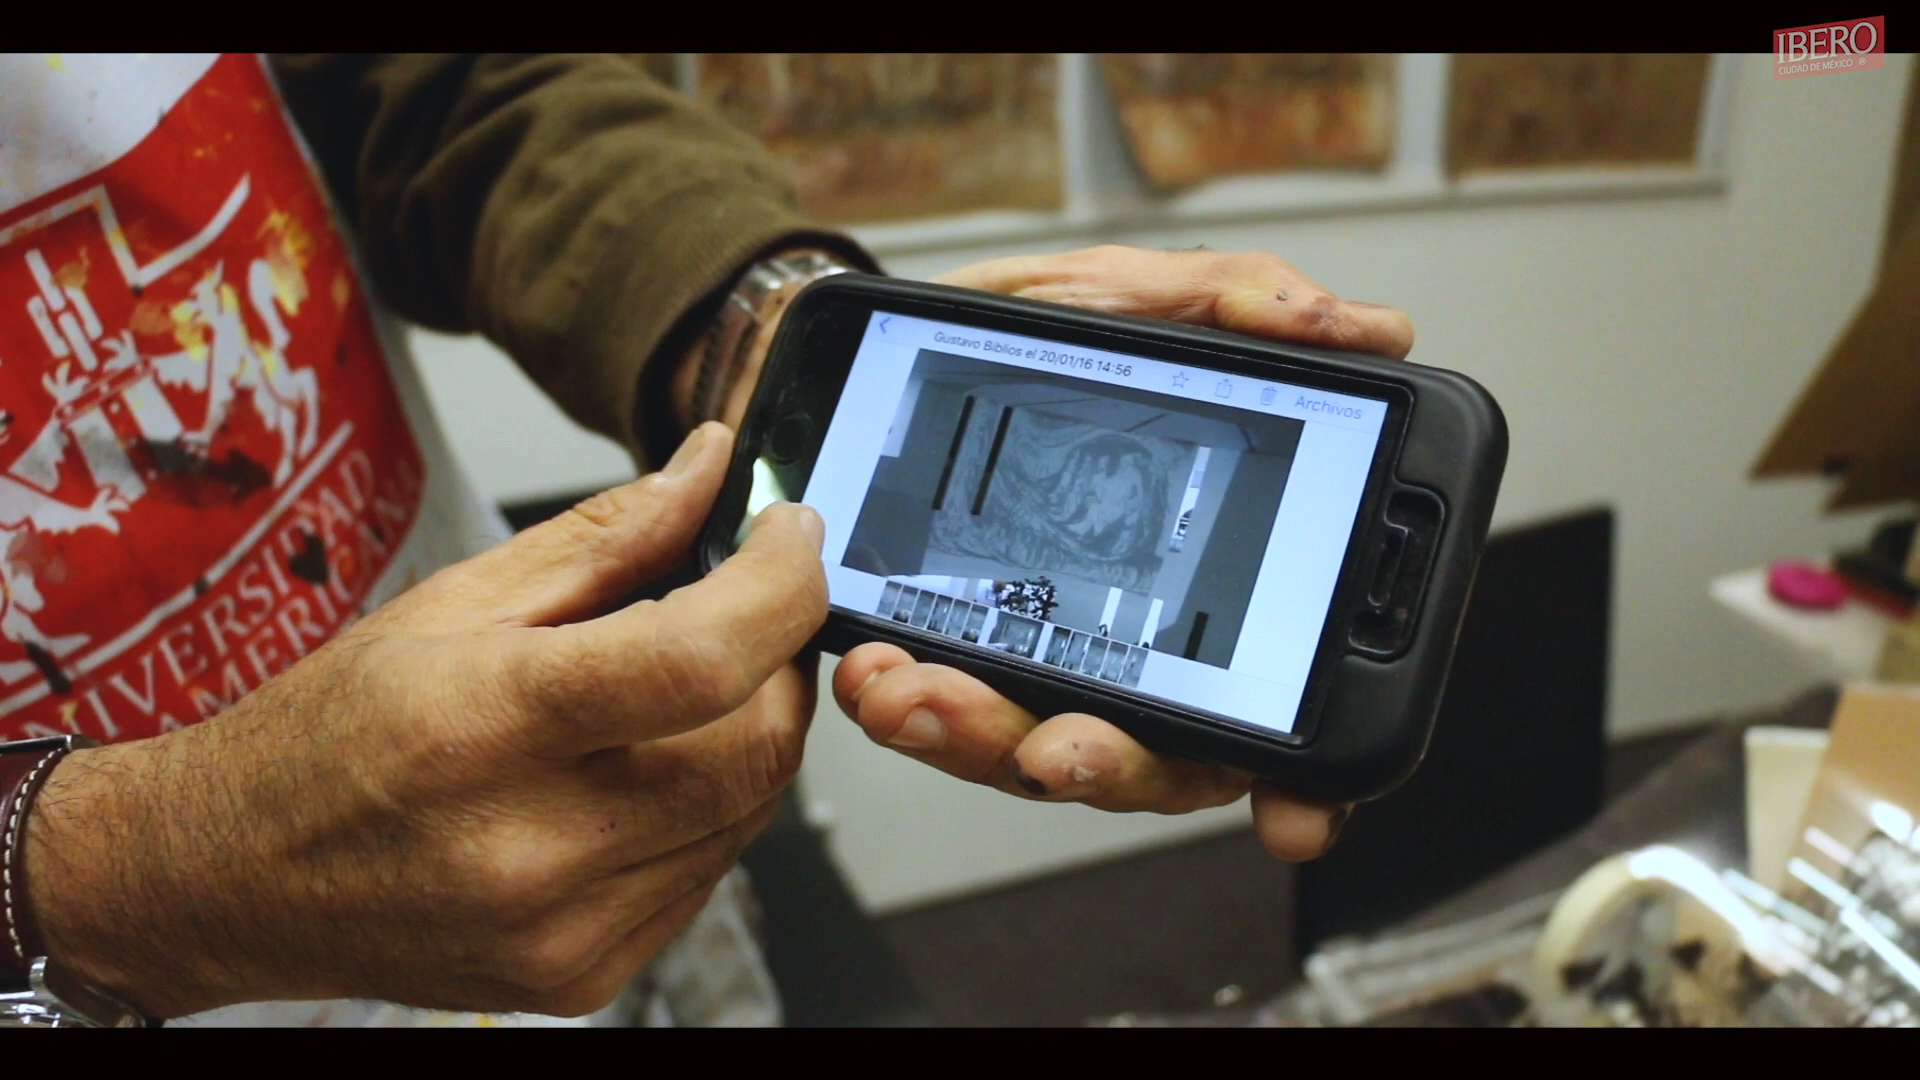 IBERO
CIUDAD DE MÉXICO ®
Gustavo Biblios el 20/01/16 14:56
Archivos
UNIVERSIDAD
AMERICANA